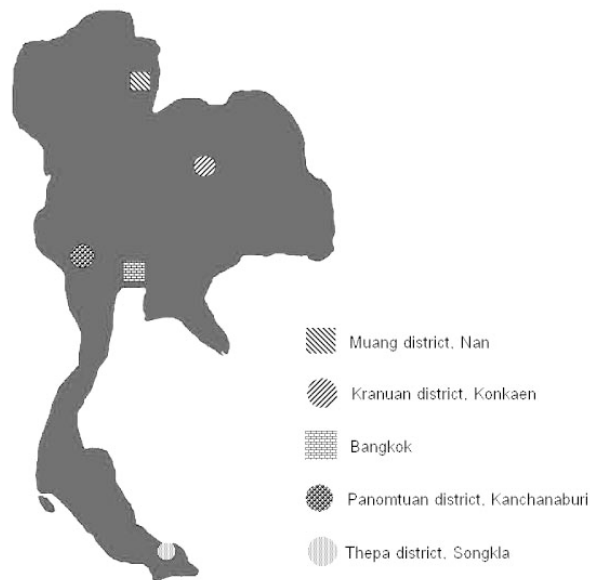 Muang district, Nan
Kranuan district, Konkaen
Bangkok
Panomtuan district, Kanchanaburi
Thepa district, Songkla